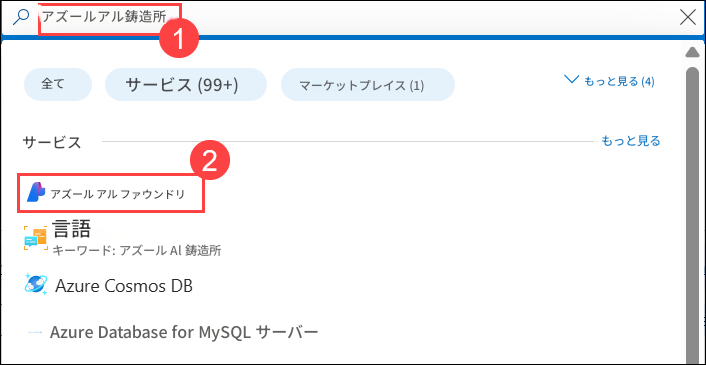 アズールアル鋳造所
1
全て
サービス (99+)
マーケットプレイス (1)
もっと見る (4)
サービス
もっと見る
2
アズール アル ファウンドリ
言語
キーワード: アズール Al 鋳造所
Azure Cosmos DB
Azure Database for MySQL サーバー